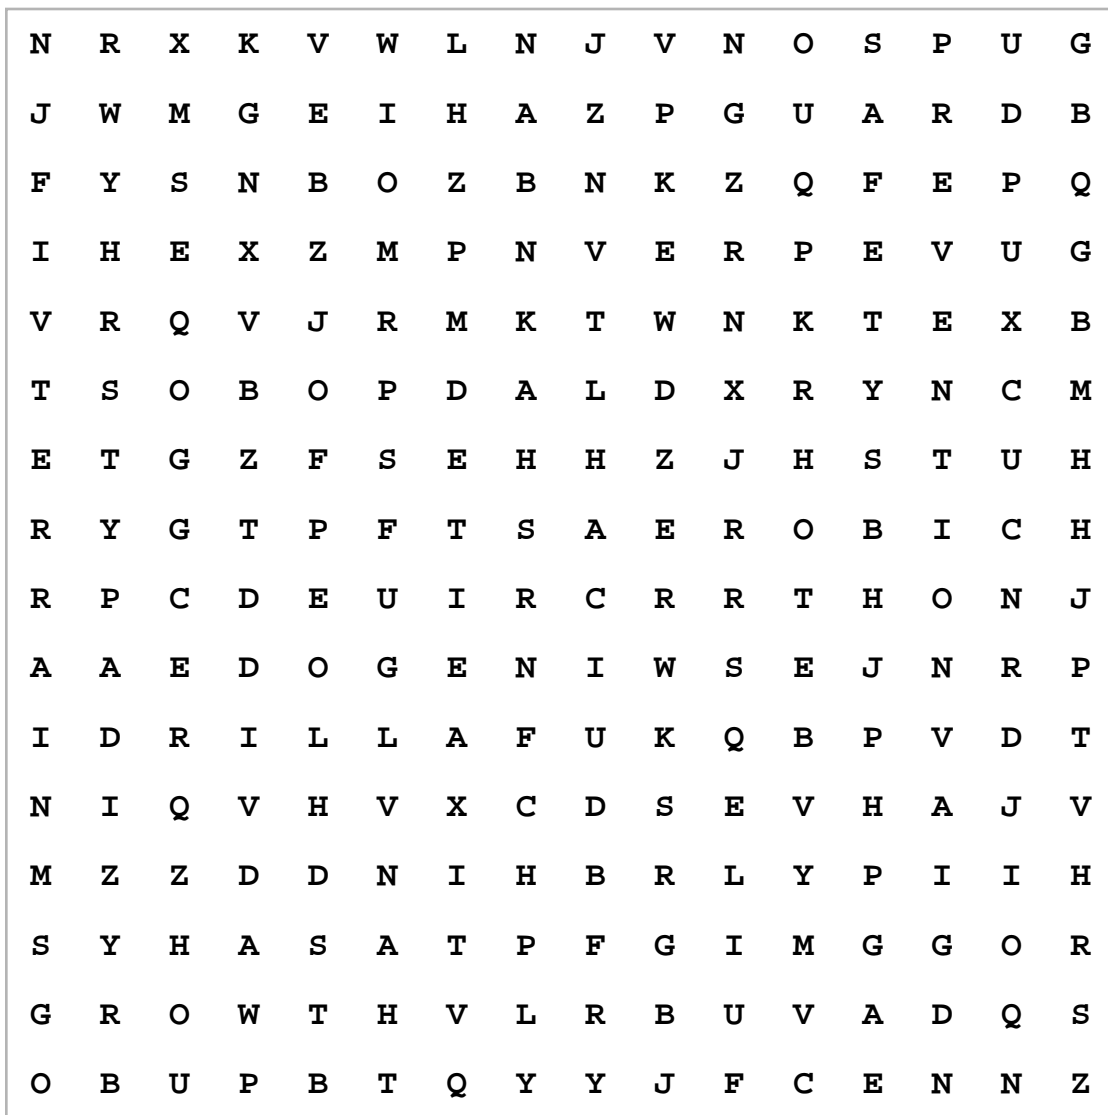 N R X K V W L N J V N O S P U G
J W M G E I H A Z P G U A R D B
F Y S N B O Z B N K Z Q F E P Q
I H E X Z M P N V E R P E V U G
V R Q V J R M K T W N K T E X B
T S O B O P D A L D X R Y N C M
E T G Z F S E H H Z J H S T U H
R Y G T P F T S A E R O B I C H
R P C D E U I R C R R T H O N J
A A E D O G E N I W S E J N R P
I D R I L L A F U K Q B P V D T
N I Q V H V X C D S E V H A J V
M Z Z D D N I H B R L Y P I I H
S Y H A S A T P F G I M G G O R
G R O W T H V L R B U V A D Q S
O B U P B T Q Y Y J F C E N N Z